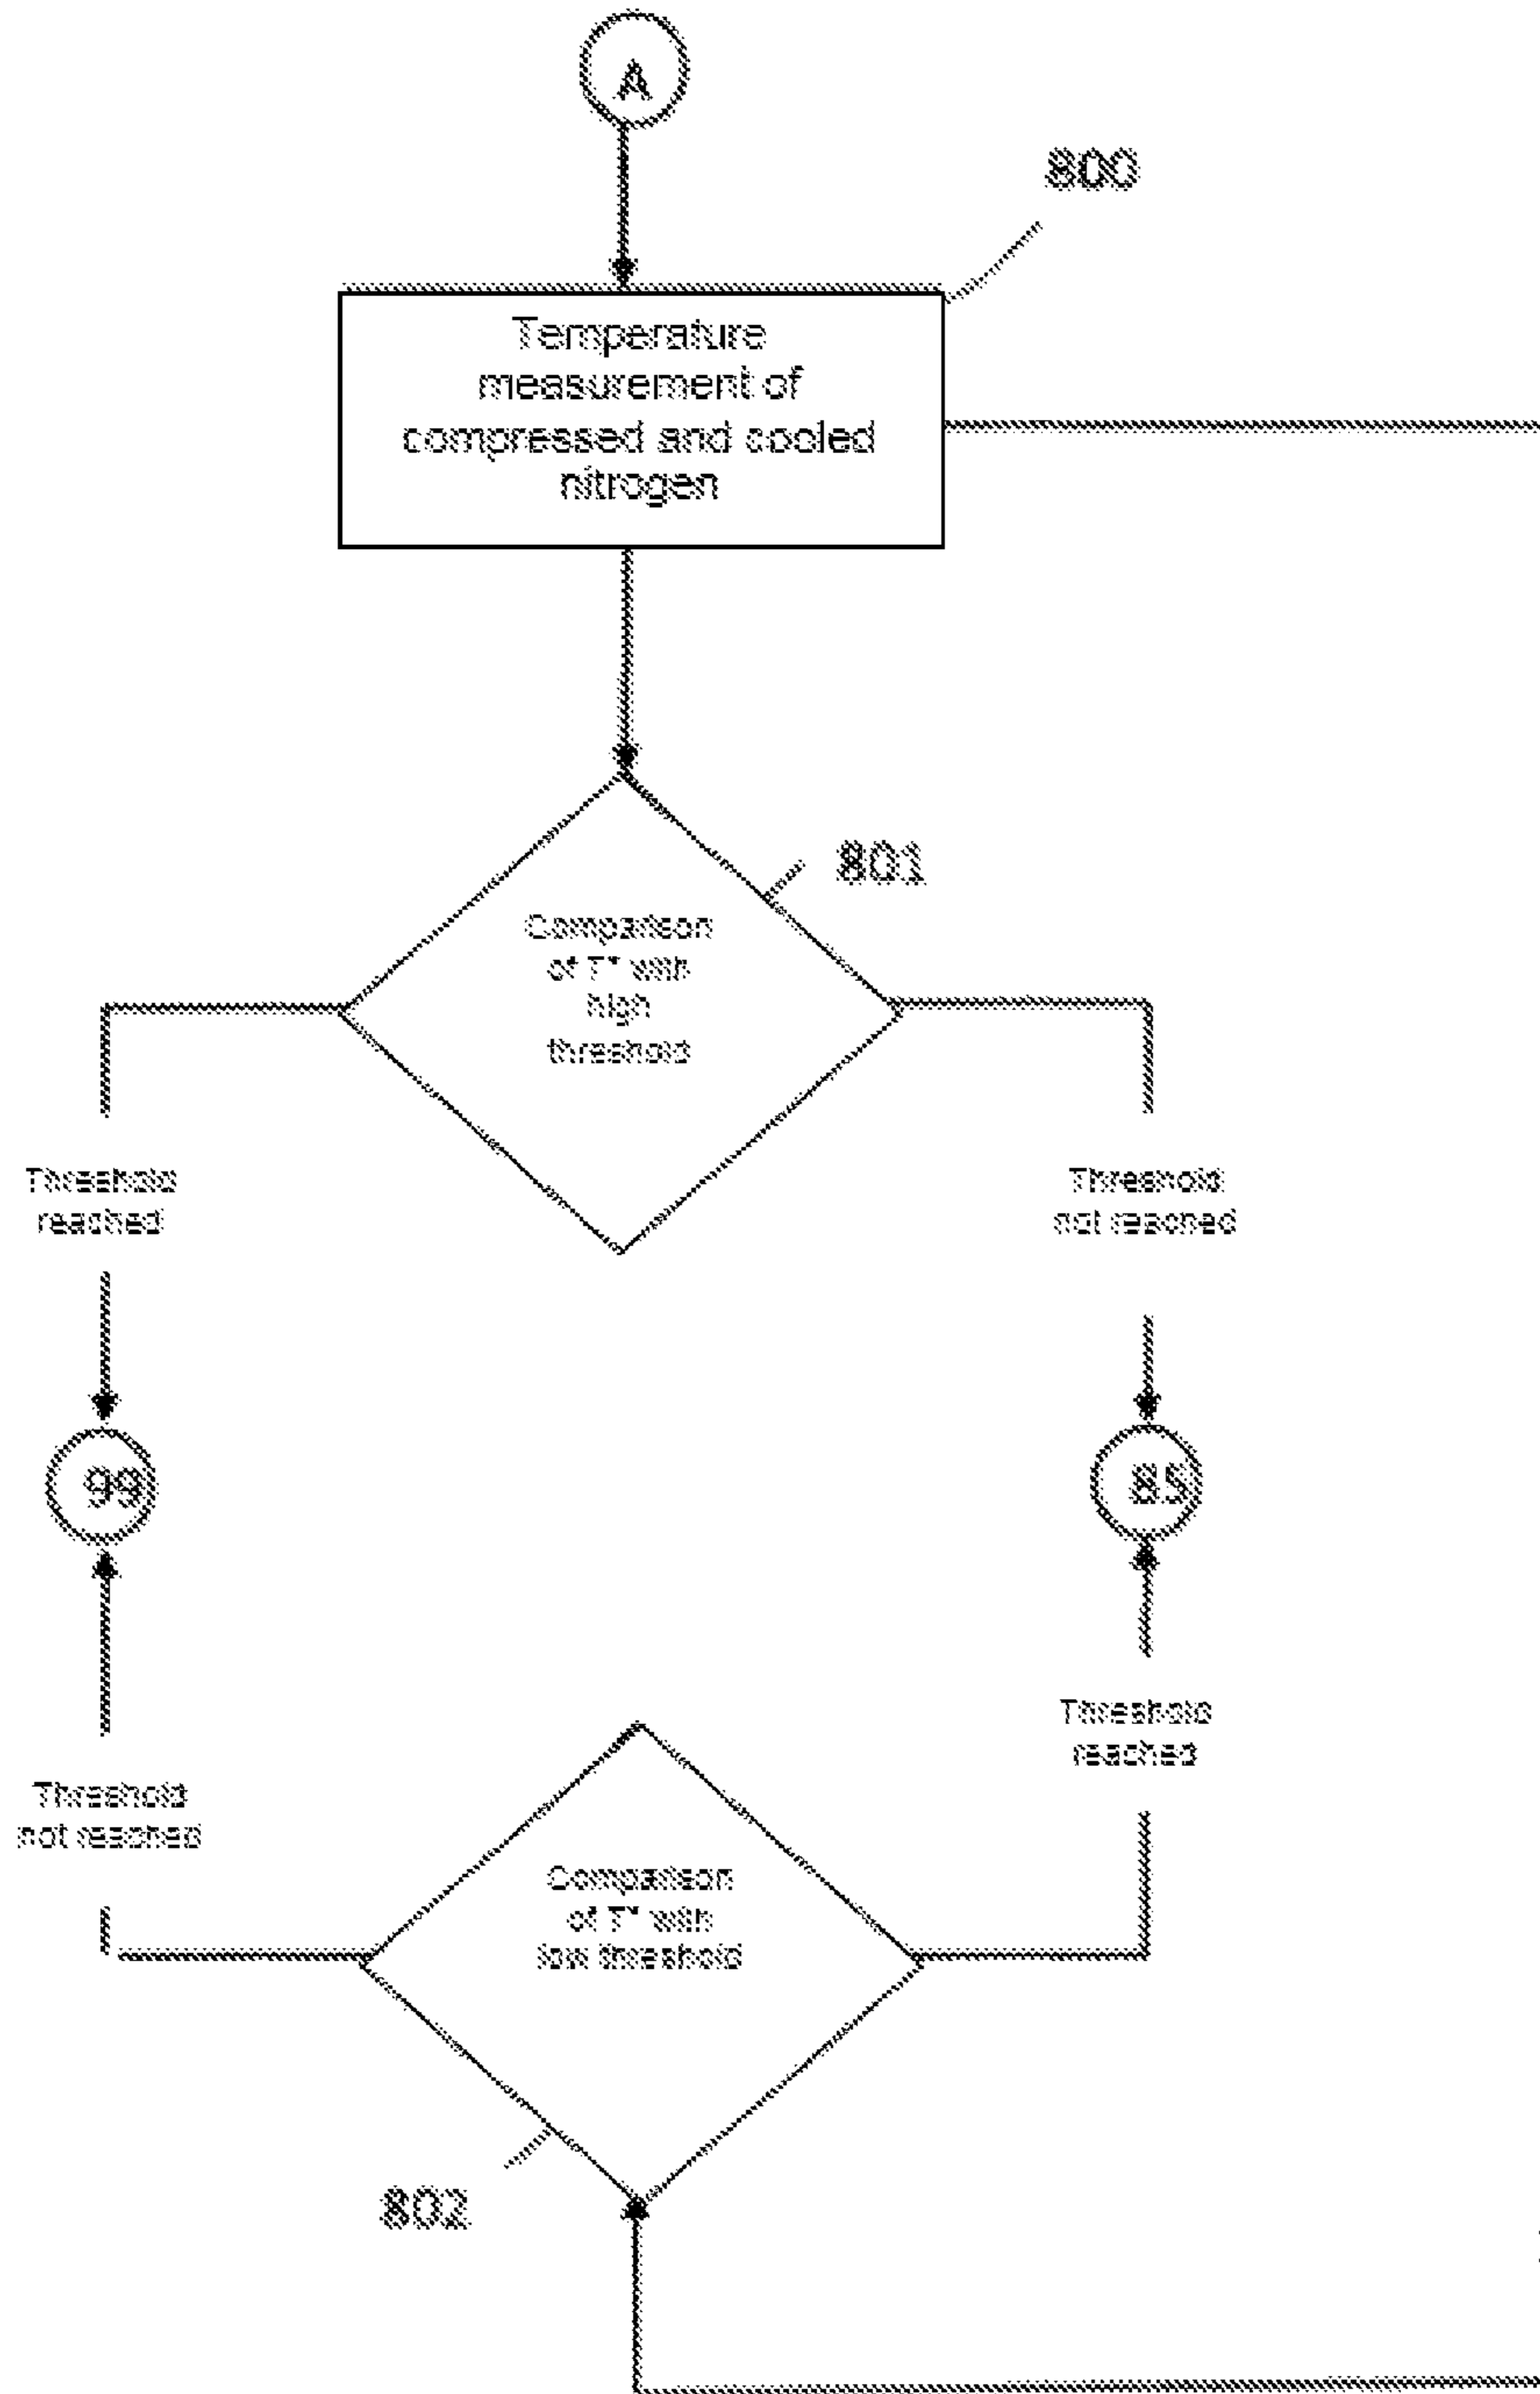 A
800
Temperature
measurement of
compressed and cooled
nitrogen
801
Comparison
of T° with
high
threshold
Threshold
reached
Threshold
not reached
99
85
Threshold
reached
Threshold
not reached
Comparison
of T° with
low threshold
802